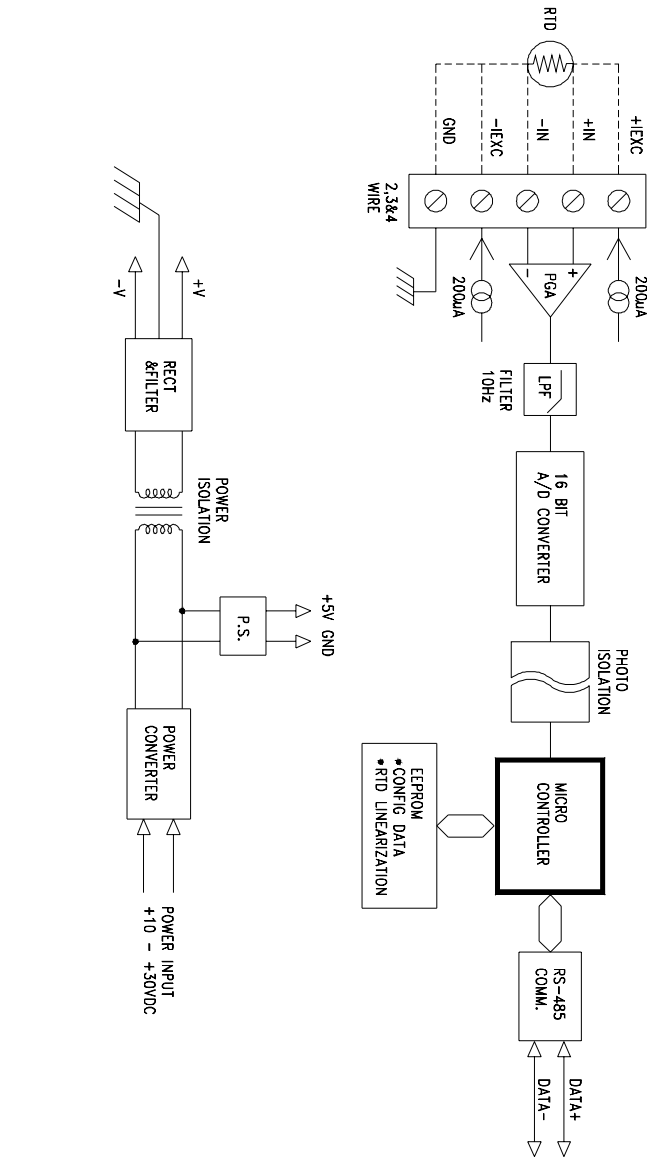 RTD
+IEXC
+IN
-IN
-IEXC
GND
2,3&4
WIRE
200uA
+
PGA
-
200uA
LPF
FILTER
10Hz
16 BIT
A/D CONVERTER
PHOTO
ISOLATION
MICRO
CONTROLLER
EEPROM
* CONFIG DATA
* RTD LINEARIZATION
RS-485
COMM.
DATA+
DATA-
+V
-V
RECT
&FILTER
POWER
ISOLATION
+5V GND
P.S.
POWER
CONVERTER
POWER INPUT
+10 - +30VDC